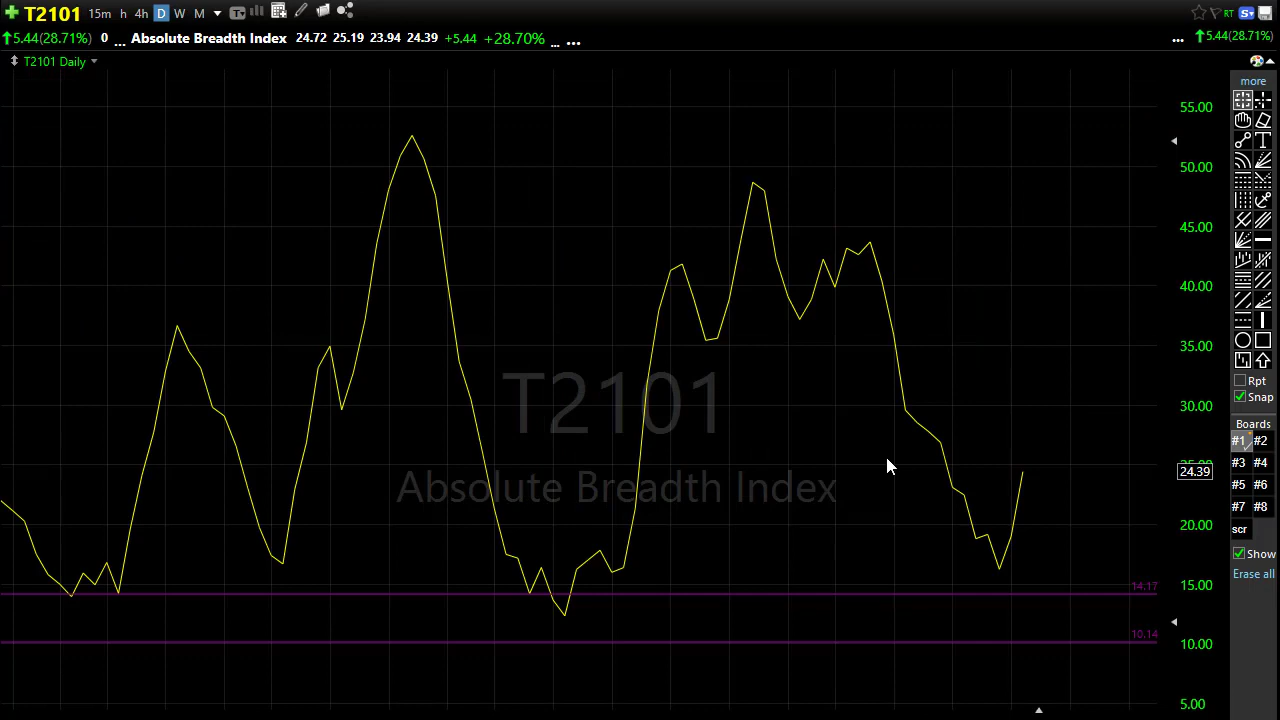 T2101 15m h 4h D W M T RT S
5.44(28.71%) 0 ... Absolute Breadth Index 24.72 25.19 23.94 24.39 +5.44 +28.70% ... ... ... 5.44(28.71%)
T2101 Daily
more
55.00
50.00
45.00
40.00
35.00
30.00
25.00
24.39
20.00
15.00
10.00
5.00
T2101
Absolute Breadth Index
14.17
10.14
T
Rpt
Snap
Boards
#1 #2
#3 #4
#5 #6
#7 #8
scr
Show
Erase all